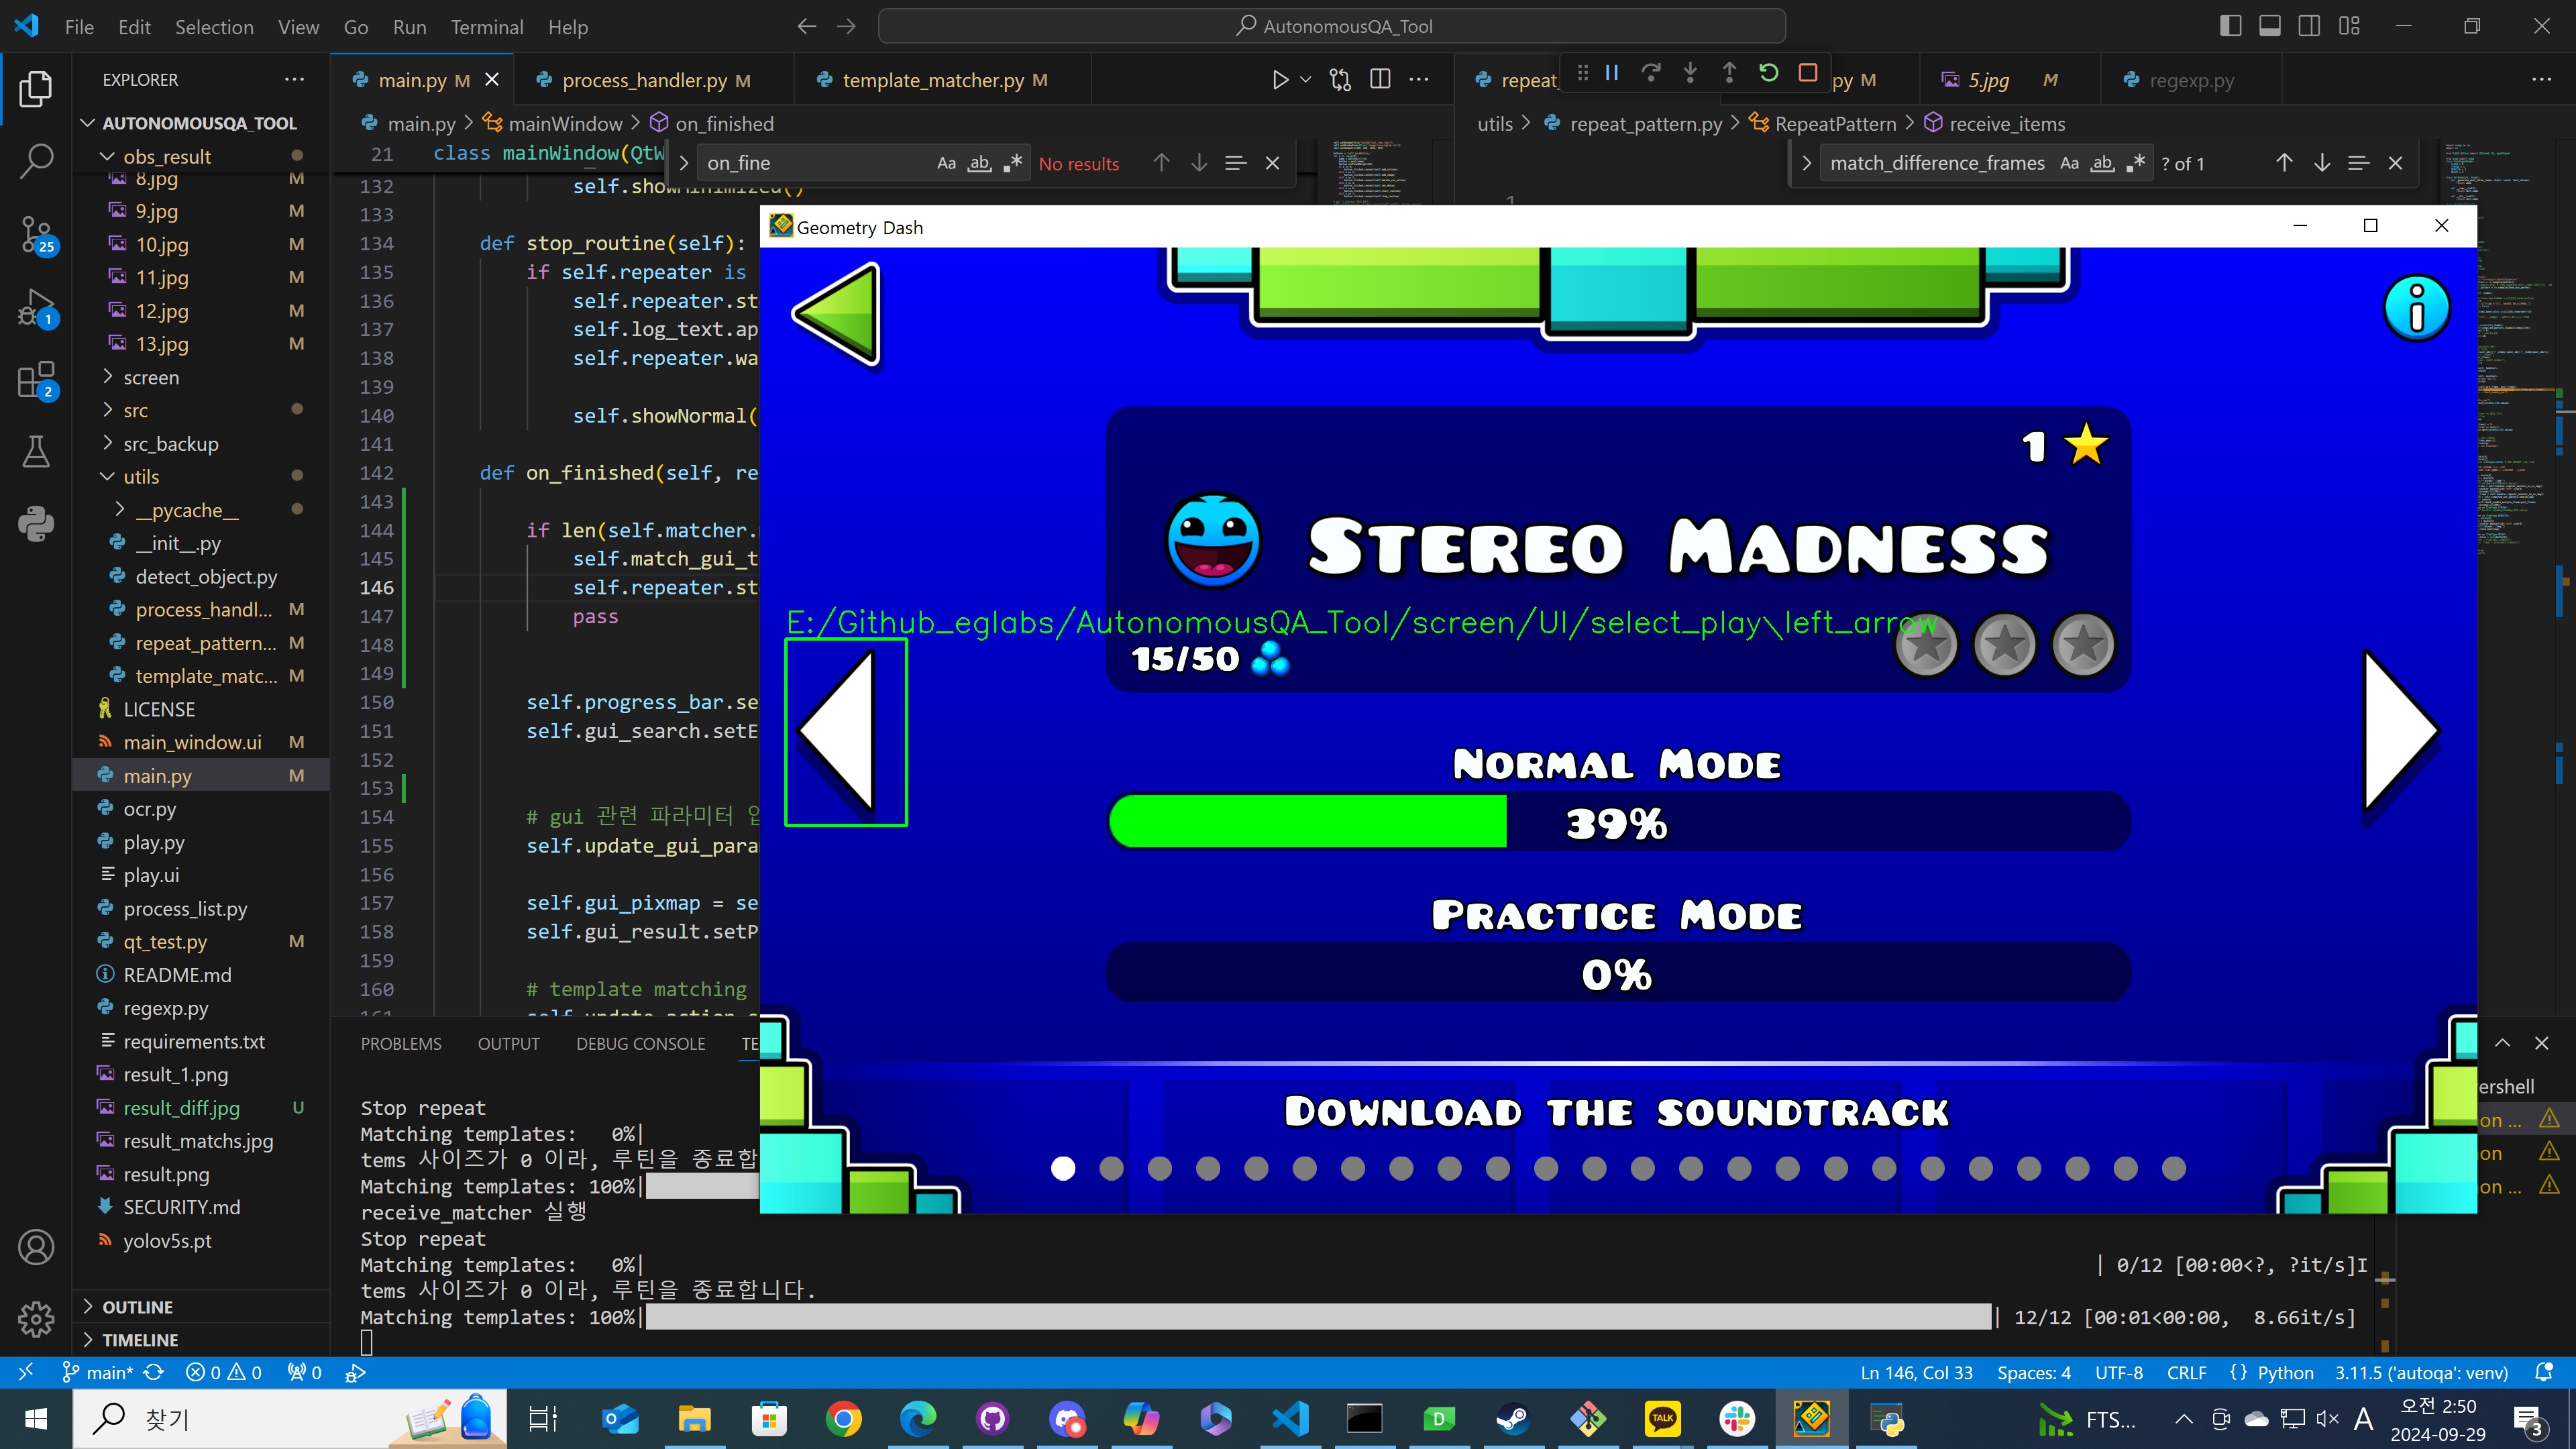 File Edit Selection View Go Run Terminal Help
AutonomousQA_Tool
EXPLORER
AUTONOMOUSQA_TOOL
obs_result
8.jpg M
9.jpg M
10.jpg M
11.jpg M
12.jpg M
13.jpg M
screen
src
src_backup
utils
__pycache__
__init__.py
detect_object.py
process_handl... M
repeat_pattern... M
template_matc... M
LICENSE
main_window.ui M
main.py M
ocr.py
play.py
play.ui
process_list.py
qt_test.py M
README.md
regexp.py
requirements.txt
result_1.png
result_diff.jpg U
result_matchs.jpg
result.png
SECURITY.md
yolov5s.pt
OUTLINE
TIMELINE
25
1
2
main.py M process_handler.py M template_matcher.py M
main.py > mainWindow > on_finished
21 class mainWindow(QtW
on_fine
Aa ab No results
132 self.showMinimized()
133
134 def stop_routine(self):
135 if self.repeater is
136 self.repeater.st
137 self.log_text.ap
138 self.repeater.wa
139
140 self.showNormal(
141
142 def on_finished(self, re
143
144 if len(self.matcher.
145 self.match_gui_t
146 self.repeater.st
147 pass
148
149
150 self.progress_bar.se
151 self.gui_search.setE
152
153
154 # gui 관련 파라미터
155 self.update_gui_para
156
157 self.gui_pixmap = se
158 self.gui_result.setP
159
160 # template matching
repeat_ py M 5.jpg M regexp.py
utils > repeat_pattern.py > RepeatPattern > receive_items
match_difference_frames Aa ab ? of 1
1
Geometry Dash
1
Stereo Madness
E:/Github_eglabs/AutonomousQA_Tool/screen/UI/select_play\left_arrow
15/50
Normal Mode
39%
Practice Mode
0%
Download the soundtrack
PROBLEMS OUTPUT DEBUG CONSOLE TE
Stop repeat
Matching templates: 0%|
tems 사이즈가 0 이라, 루틴을 종료합
Matching templates: 100%|
receive_matcher 실행
Stop repeat
Matching templates: 0%| | 0/12 [00:00<?, ?it/s]I
tems 사이즈가 0 이라, 루틴을 종료합니다.
Matching templates: 100%| | 12/12 [00:01<00:00, 8.66it/s]
ershell
on ...
on
on ...
main* 0 0 0
Ln 146, Col 33 Spaces: 4 UTF-8 CRLF {} Python 3.11.5 ('autoqa': venv)
찾기
TALK
FTS...
A
오전 2:50
2024-09-29
3